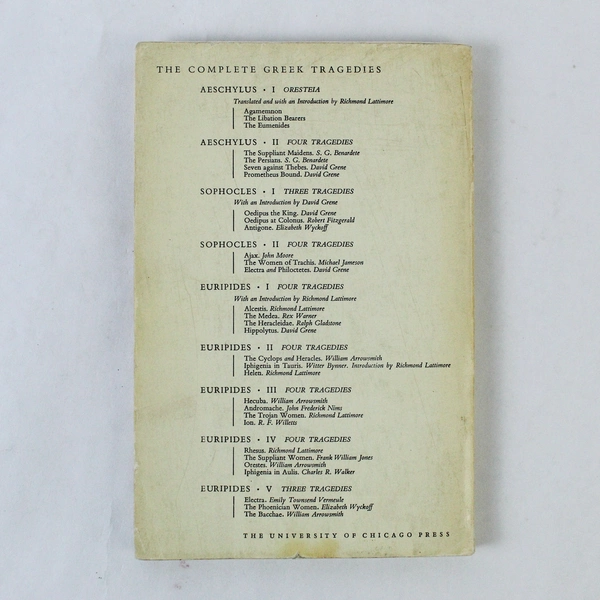 THE COMPLETE GREEK TRAGEDIES
AESCHYLUS • I ORESTEIA
Translated and with an Introduction by Richmond Lattimore
Agamemnon
The Libation Bearers
The Eumenides
AESCHYLUS • II FOUR TRAGEDIES
The Suppliant Maidens. S. G. Benardete
The Persians. S. G. Benardete
Seven against Thebes. David Grene
Prometheus Bound. David Grene
SOPHOCLES • I THREE TRAGEDIES
With an Introduction by David Grene
Oedipus the King. David Grene
Oedipus at Colonus. Robert Fitzgerald
Antigone. Elizabeth Wyckoff
SOPHOCLES • II FOUR TRAGEDIES
Ajax. John Moore
The Women of Trachis. Michael Jameson
Electra and Philoctetes. David Grene
EURIPIDES • I FOUR TRAGEDIES
With an Introduction by Richmond Lattimore
Alcestis. Richmond Lattimore
The Medea. Rex Warner
The Heracleidae. Ralph Gladstone
Hippolytus. David Grene
EURIPIDES • II FOUR TRAGEDIES
The Cyclops and Heracles. William Arrowsmith
Iphigenia in Tauris. Witter Bynner. Introduction by Richmond Lattimore
Helen. Richmond Lattimore
EURIPIDES • III FOUR TRAGEDIES
Hecuba. William Arrowsmith
Andromache. John Frederick Nims
The Trojan Women. Richmond Lattimore
Ion. R. F. Willetts
EURIPIDES • IV FOUR TRAGEDIES
Rhesus. Richmond Lattimore
The Suppliant Women. Frank William Jones
Orestes. William Arrowsmith
Iphigenia in Aulis. Charles R. Walker
EURIPIDES • V THREE TRAGEDIES
Electra. Emily Townsend Vermeule
The Phoenician Women. Elizabeth Wyckoff
The Bacchae. William Arrowsmith
THE UNIVERSITY OF CHICAGO PRESS